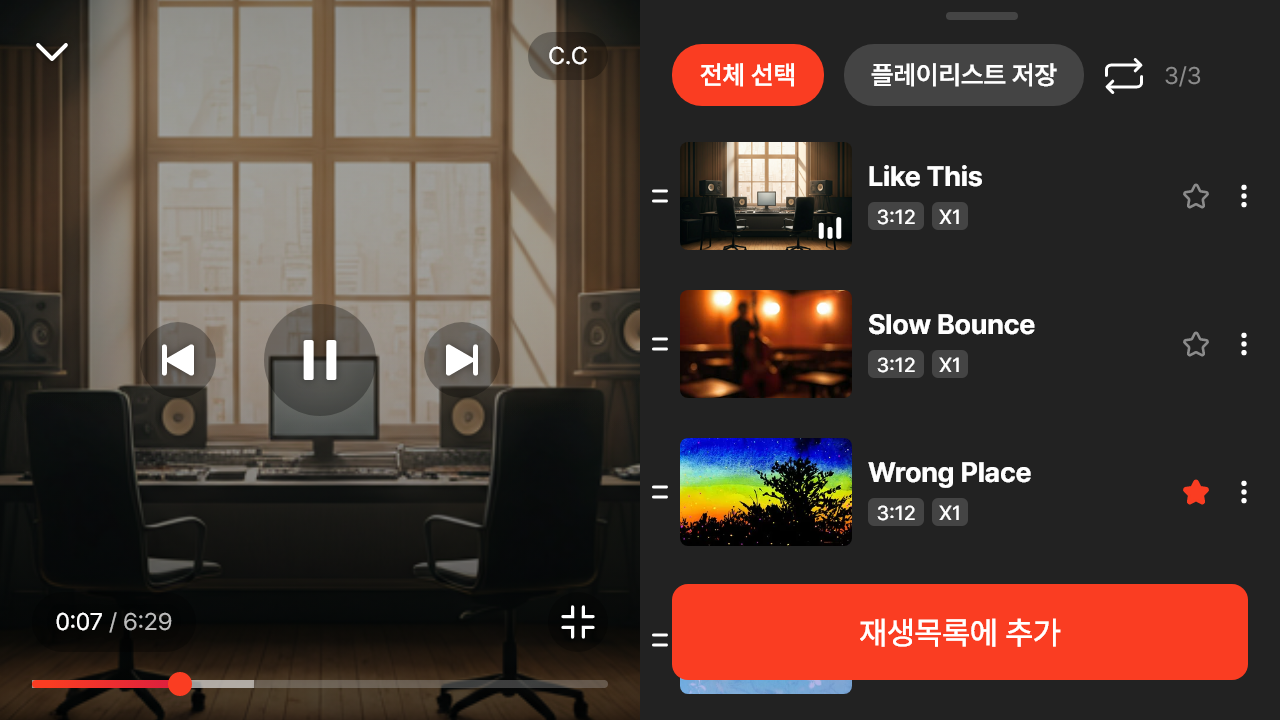 C.C
0:07 / 6:29
전체 선택
플레이리스트 저장
3/3
Like This
3:12 X1
Slow Bounce
3:12 X1
Wrong Place
3:12 X1
재생목록에 추가